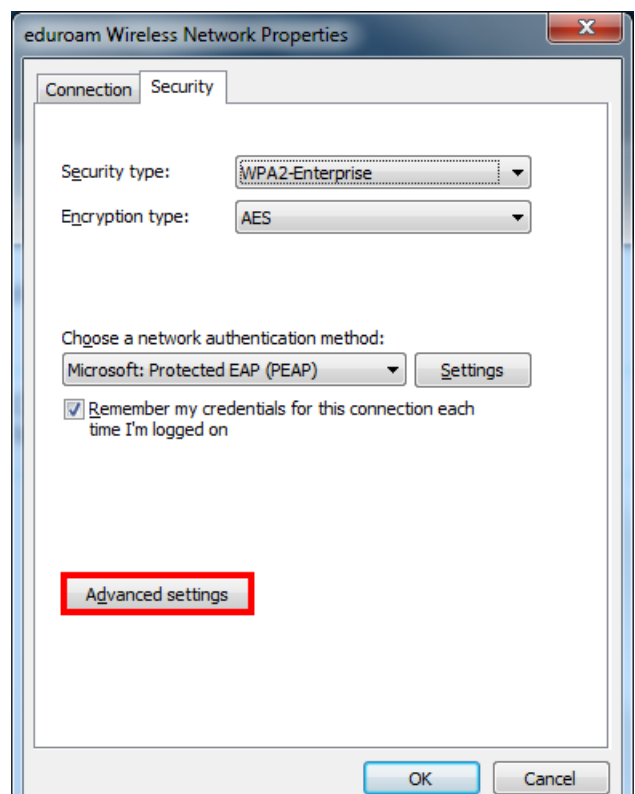 eduroam Wireless Network Properties
Connection Security
Security type: WPA2-Enterprise
Encryption type: AES
Choose a network authentication method:
Microsoft: Protected EAP (PEAP) Settings
Remember my credentials for this connection each
time I'm logged on
Advanced settings
OK Cancel